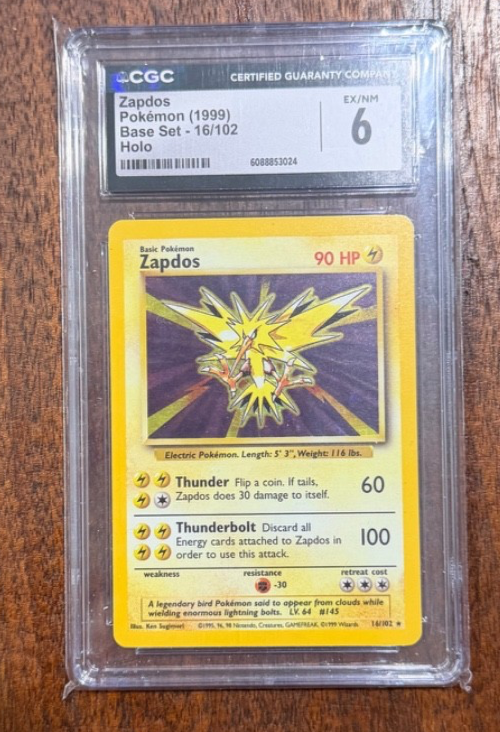 CGC
CERTIFIED GUARANTY COMPANY
Zapdos
Pokémon (1999)
Base Set - 16/102
Holo
EX/NM
6
6088853024
Basic Pokémon
Zapdos
90 HP
Electric Pokémon. Length: 5' 3", Weight: 116 lbs.
Thunder Flip a coin. If tails,
Zapdos does 30 damage to itself.
60
Thunderbolt Discard all
Energy cards attached to Zapdos in
order to use this attack.
100
weakness
resistance
retreat cost
-30
A legendary bird Pokémon said to appear from clouds while
wielding enormous lightning bolts. LV. 64 #145
Illus. Ken Sugimori ©1995, 96, 98 Nintendo, Creatures, GAMEFREAK. ©1999 Wizards. 16/102 ★